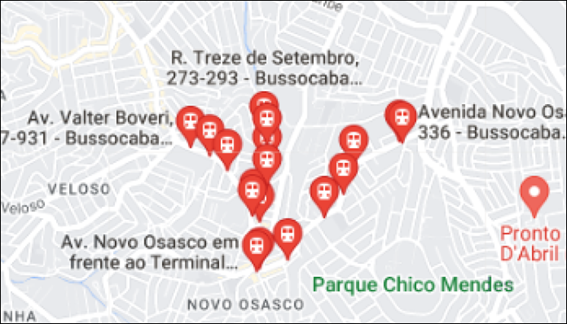 R. Treze de Setembro,
273-293 - Bussocaba...
Av. Valter Boveri,
7-931 - Bussocaba...
Avenida Novo Osa
336 - Bussocaba.
VELOSO
Veloso
Pronto
D'Abril
Av. Novo Osasco em
frente ao Terminal...
Parque Chico Mendes
NOVO OSASCO
NHA